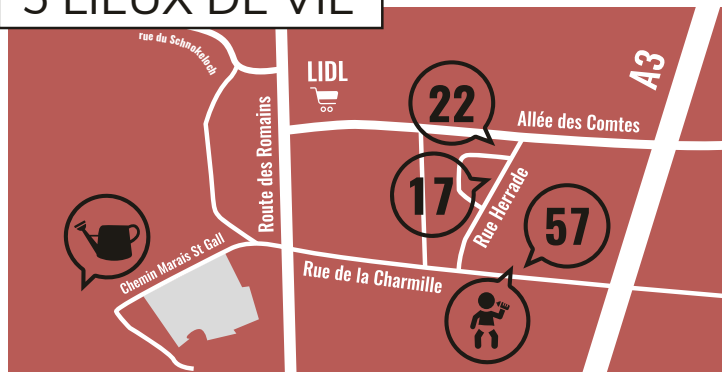 5 LIEUX DE VIE
rue du Schnokeloch
LIDL
A3
22
Allée des Comtes
Route des Romains
17
Rue Herrade
57
Chemin Marais St Gall
Rue de la Charmille